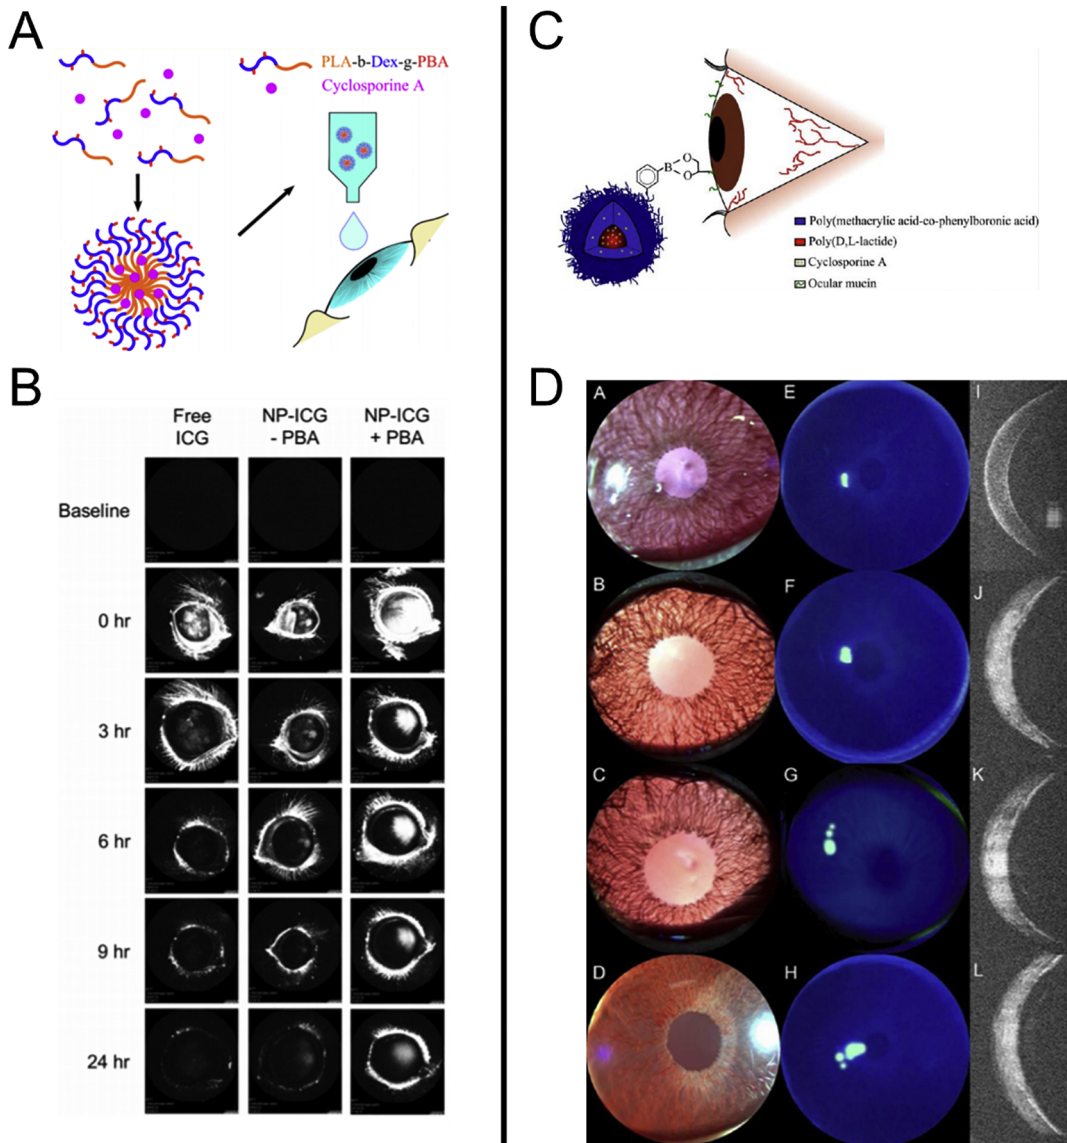 A
PLA-b-Dex-g-PBA
Cyclosporine A
B
Free
ICG
NP-ICG
- PBA
NP-ICG
+ PBA
Baseline
0 hr
3 hr
6 hr
9 hr
24 hr
C
B
O
O
Poly(methacrylic acid-co-phenylboronic acid)
Poly(D,L-lactide)
Cyclosporine A
Ocular mucin
D
A
E
I
B
F
J
C
G
K
D
H
L